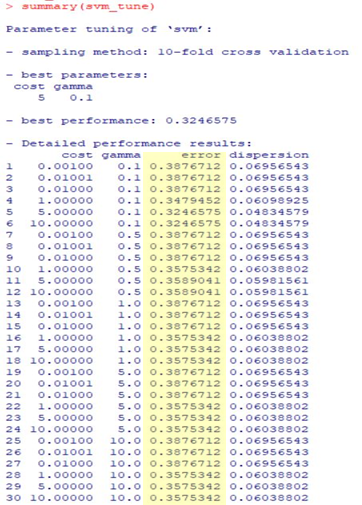 > summary(svm_tune)
Parameter tuning of ‘svm’:
- sampling method: 10-fold cross validation
- best parameters:
cost gamma
5 0.1
- best performance: 0.3246575
- Detailed performance results:
cost gamma error dispersion
1 0.00100 0.1 0.3876712 0.06956543
2 0.01001 0.1 0.3876712 0.06956543
3 0.01000 0.1 0.3876712 0.06956543
4 1.00000 0.1 0.3479452 0.06098925
5 5.00000 0.1 0.3246575 0.04834579
6 10.00000 0.1 0.3246575 0.04834579
7 0.00100 0.5 0.3876712 0.06956543
8 0.01001 0.5 0.3876712 0.06956543
9 0.01000 0.5 0.3876712 0.06956543
10 1.00000 0.5 0.3575342 0.06038802
11 5.00000 0.5 0.3589041 0.05981561
12 10.00000 0.5 0.3589041 0.05981561
13 0.00100 1.0 0.3876712 0.06956543
14 0.01001 1.0 0.3876712 0.06956543
15 0.01000 1.0 0.3876712 0.06956543
16 1.00000 1.0 0.3575342 0.06038802
17 5.00000 1.0 0.3575342 0.06038802
18 10.00000 1.0 0.3575342 0.06038802
19 0.00100 5.0 0.3876712 0.06956543
20 0.01001 5.0 0.3876712 0.06956543
21 0.01000 5.0 0.3876712 0.06956543
22 1.00000 5.0 0.3575342 0.06038802
23 5.00000 5.0 0.3575342 0.06038802
24 10.00000 5.0 0.3575342 0.06038802
25 0.00100 10.0 0.3876712 0.06956543
26 0.01001 10.0 0.3876712 0.06956543
27 0.01000 10.0 0.3876712 0.06956543
28 1.00000 10.0 0.3575342 0.06038802
29 5.00000 10.0 0.3575342 0.06038802
30 10.00000 10.0 0.3575342 0.06038802